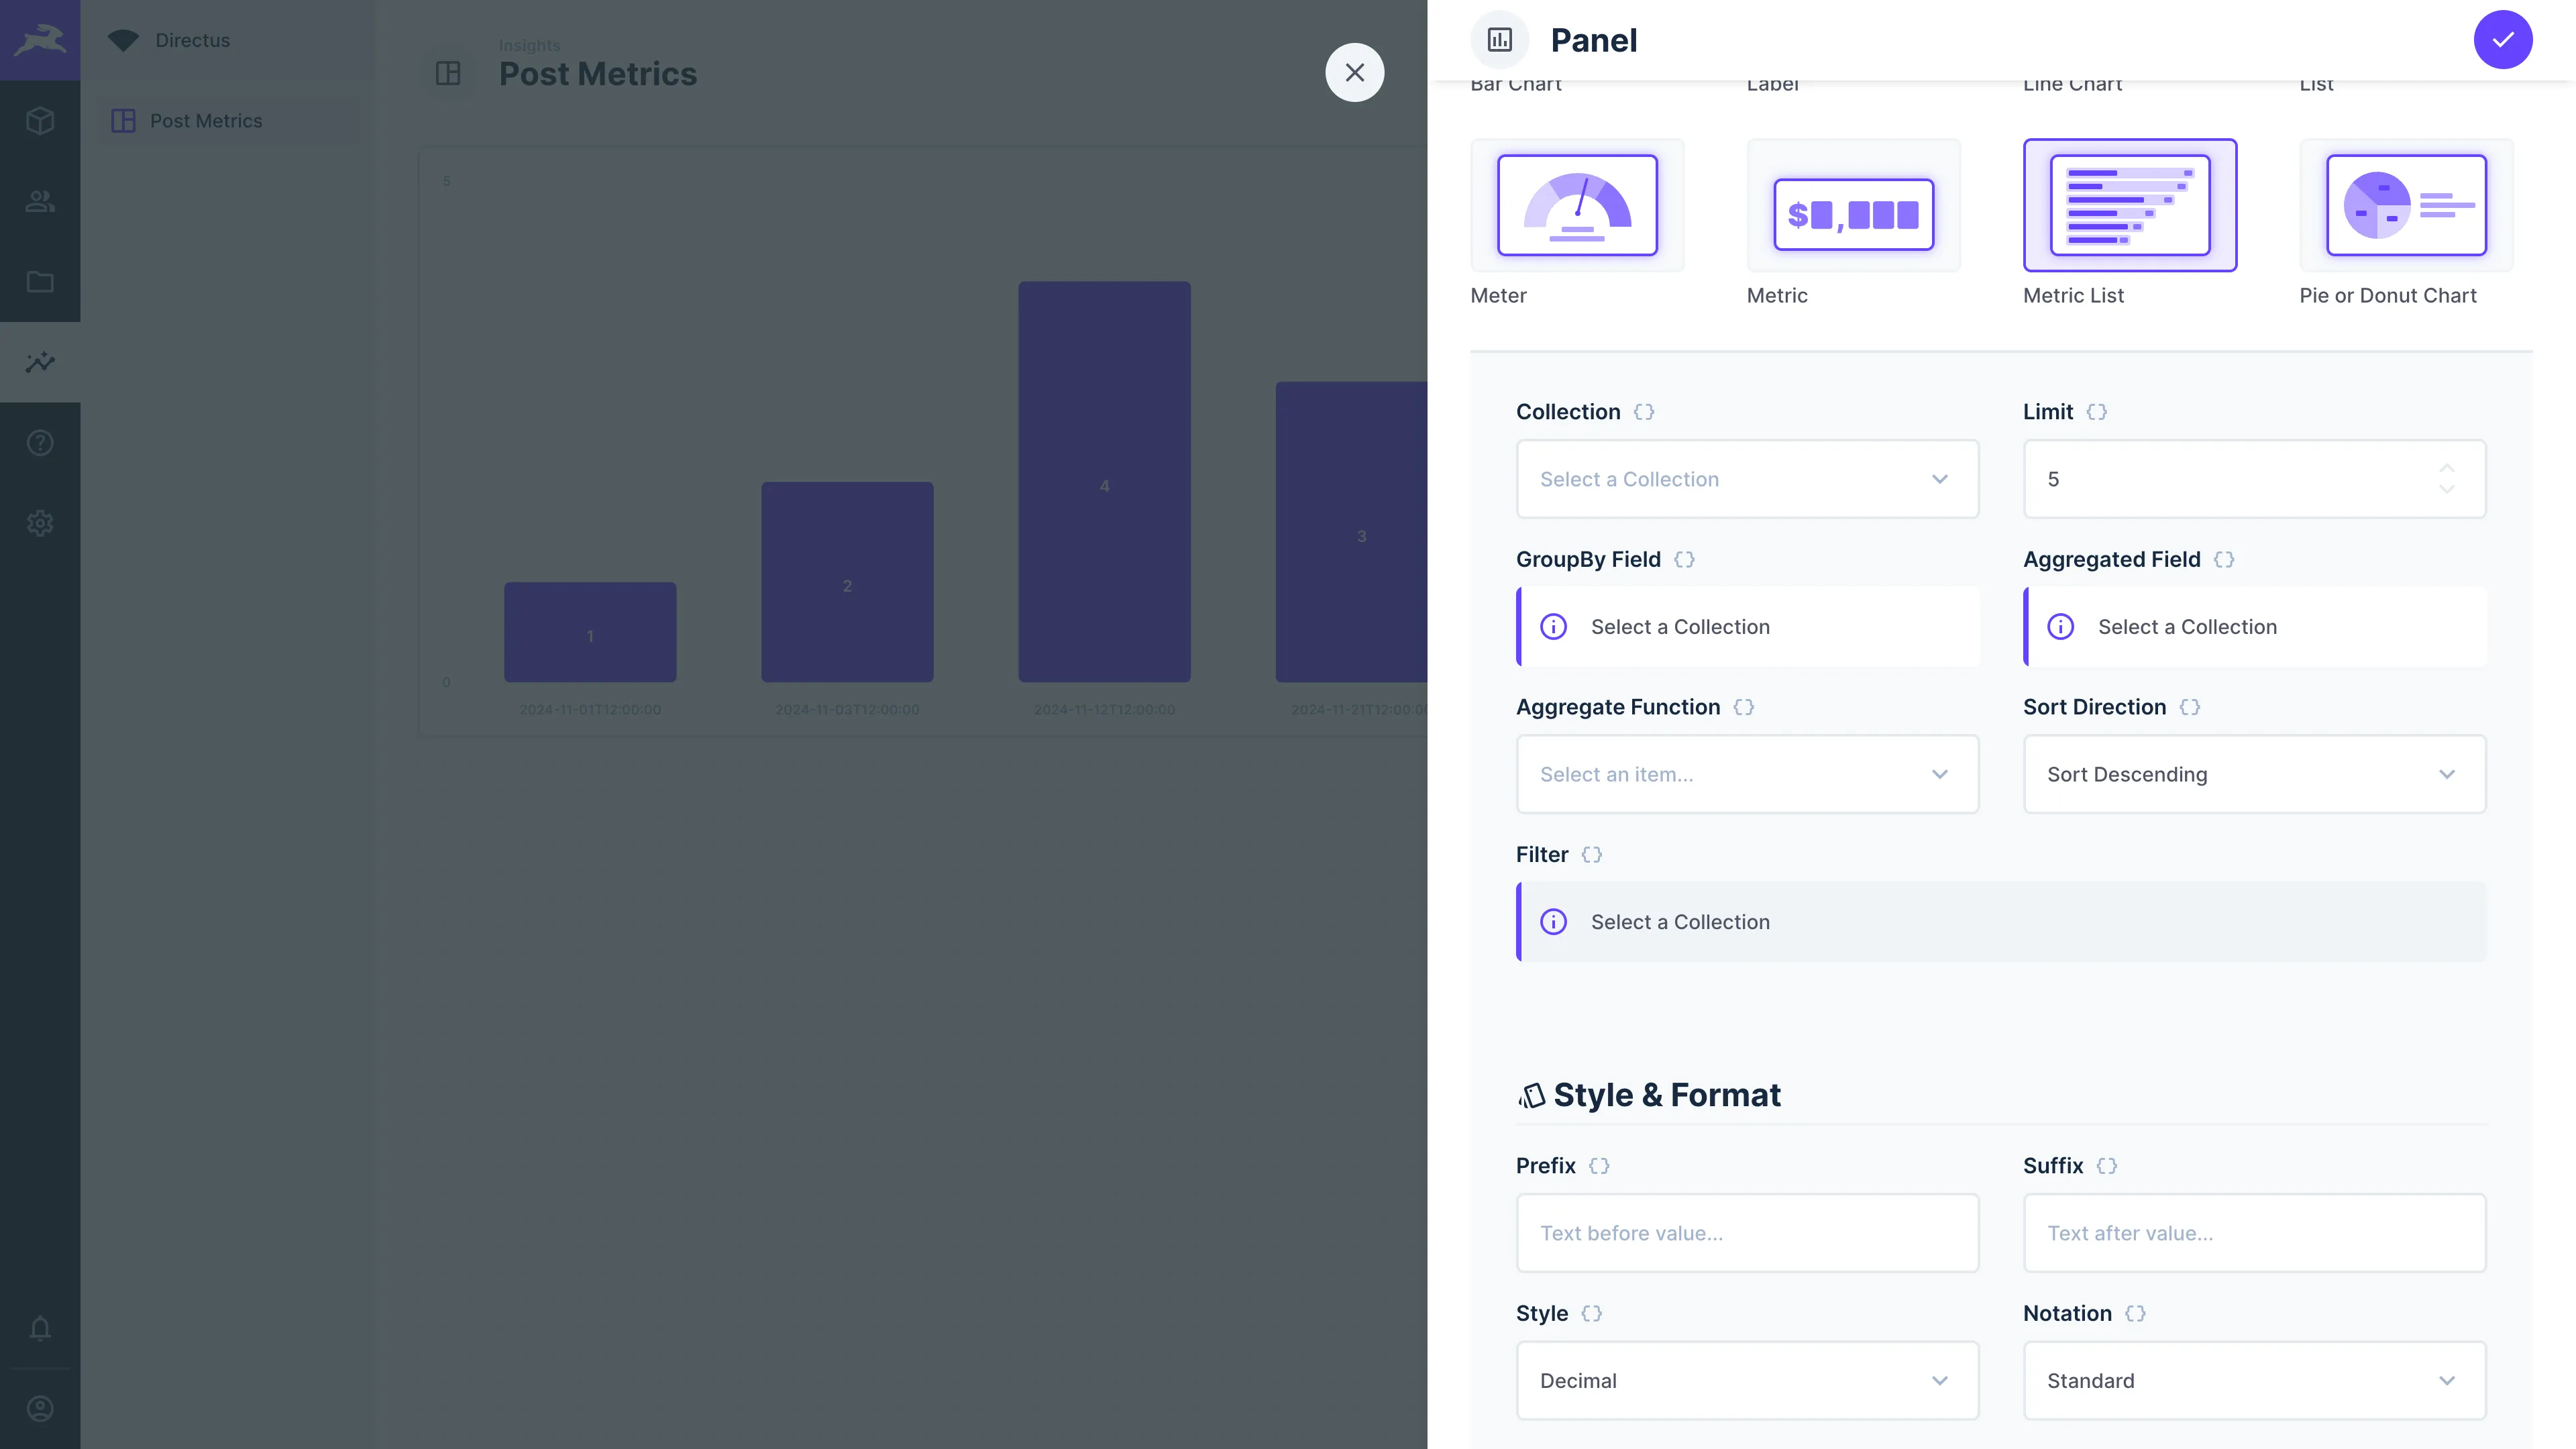 Directus
Post Metrics
Insights
Post Metrics
5
0
1
2
4
3
2024-11-01T12:00:00
2024-11-03T12:00:00
2024-11-12T12:00:00
2024-11-21T12:00:00
Panel
Bar Chart
Label
Line Chart
List
$
,
Meter
Metric
Metric List
Pie or Donut Chart
Collection
Select a Collection
Limit
5
GroupBy Field
Select a Collection
Aggregated Field
Select a Collection
Aggregate Function
Select an item...
Sort Direction
Sort Descending
Filter
Select a Collection
Style & Format
Prefix
Text before value...
Suffix
Text after value...
Style
Decimal
Notation
Standard